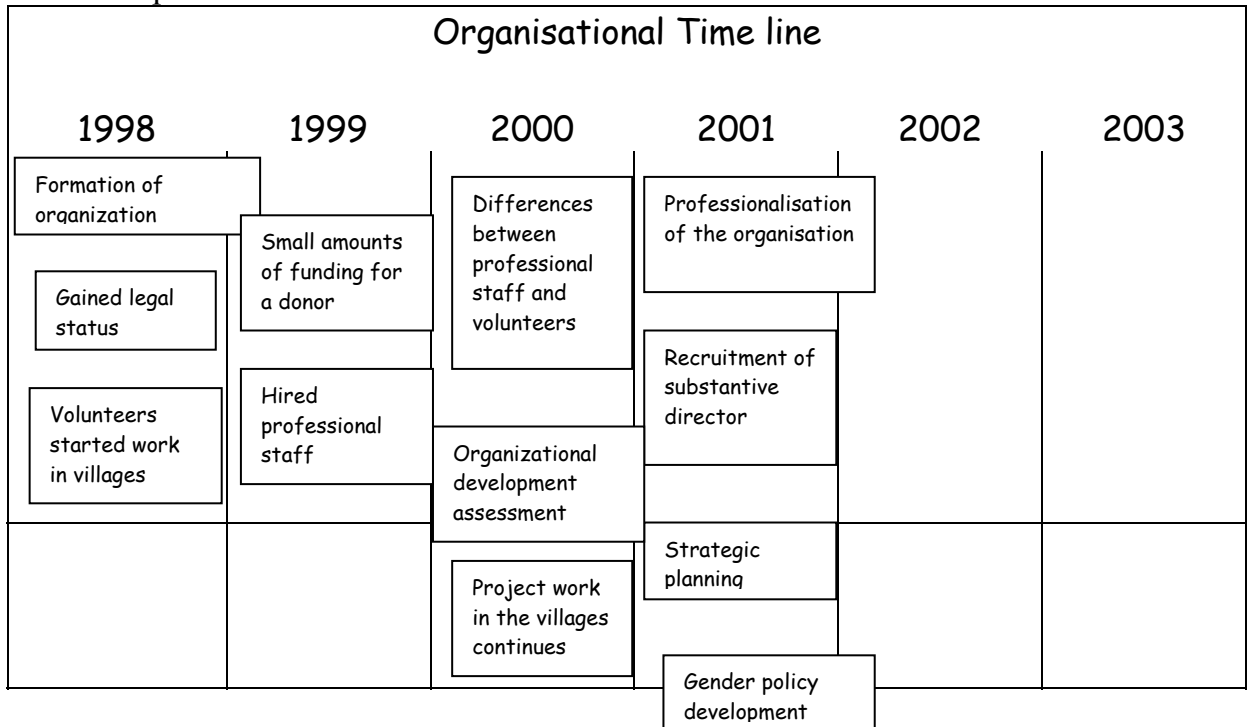 Organisational Time line
1998
1999
2000
2001
2002
2003
Formation of
organization
Gained legal
status
Volunteers
started work
in villages
Small amounts
of funding for
a donor
Hired
professional
staff
Differences
between
professional
staff and
volunteers
Organizational
development
assessment
Project work
in the villages
continues
Professionalisation
of the organisation
Recruitment of
substantive
director
Strategic
planning
Gender policy
development